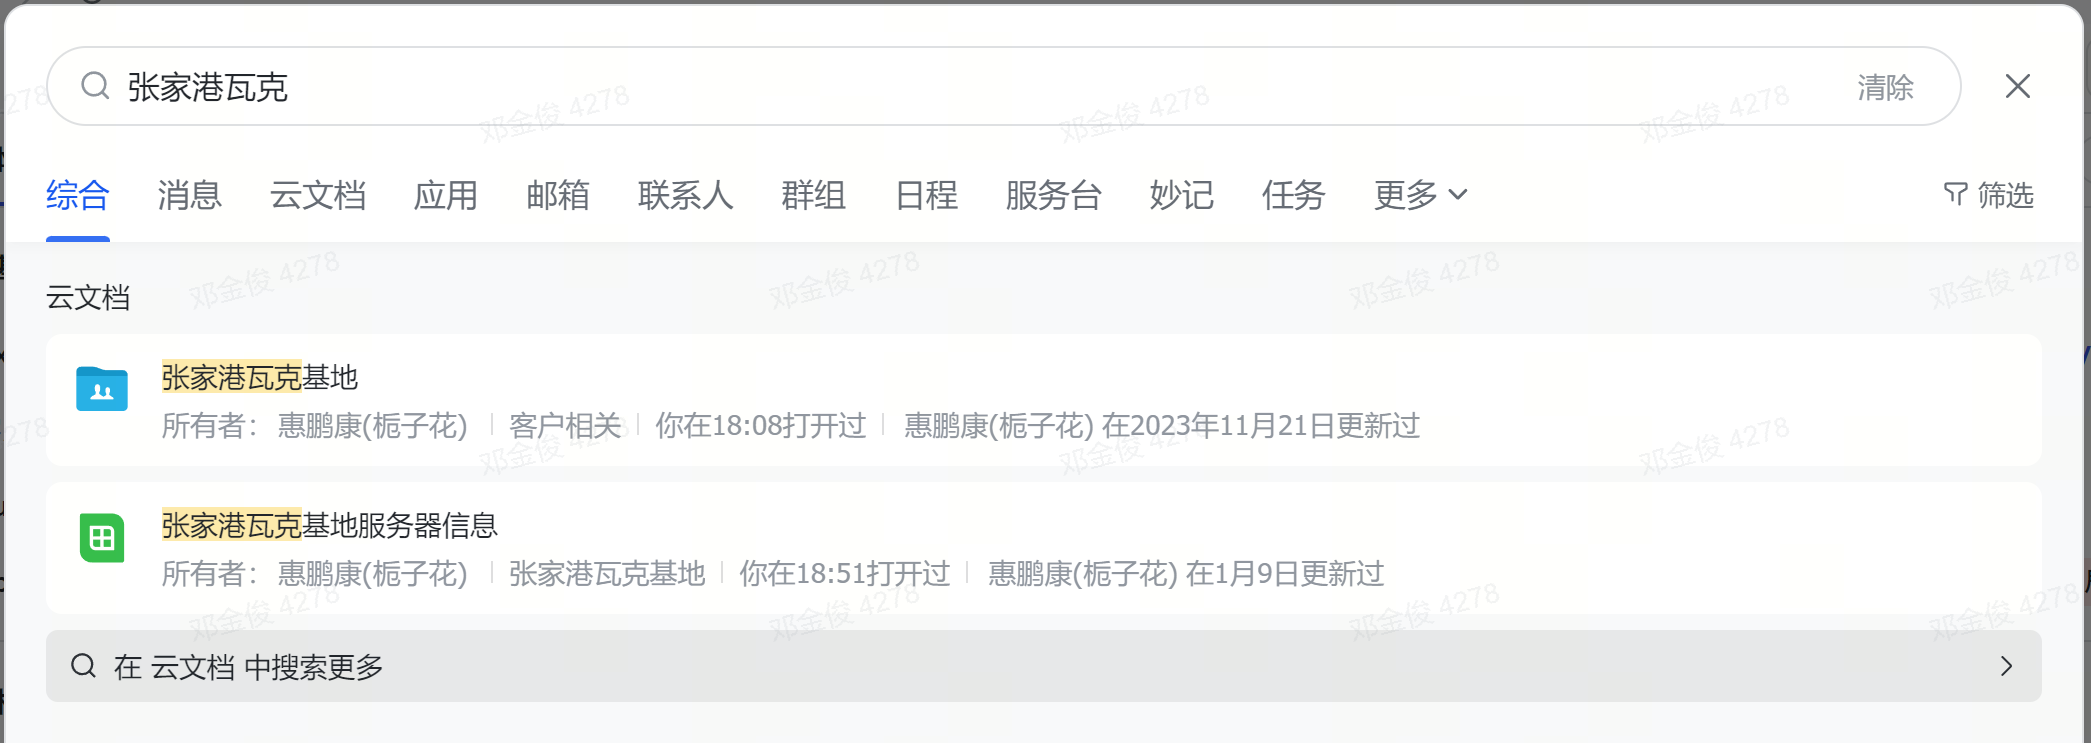 张家港瓦克
清除
综合 消息 云文档 应用 邮箱 联系人 群组 日程 服务台 妙记 任务 更多 筛选
云文档
张家港瓦克基地
所有者：惠鹏康(栀子花) | 客户相关 | 你在18:08打开过 | 惠鹏康(栀子花) 在2023年11月21日更新过
张家港瓦克基地服务器信息
所有者：惠鹏康(栀子花) | 张家港瓦克基地 | 你在18:51打开过 | 惠鹏康(栀子花) 在1月9日更新过
在 云文档 中搜索更多
邓金俊 4278